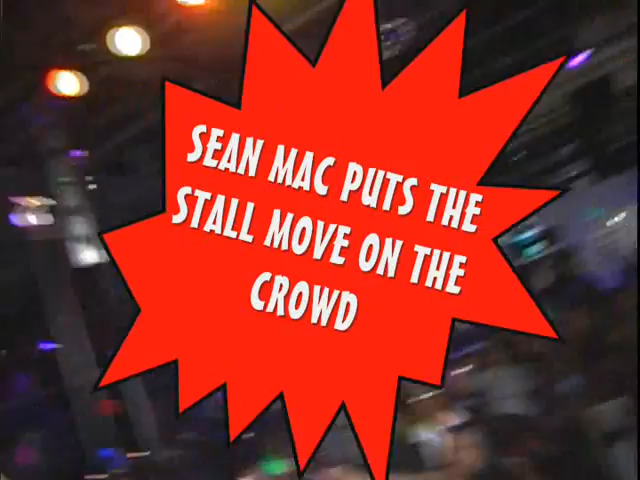 SEAN MAC PUTS THE
STALL MOVE ON THE
CROWD